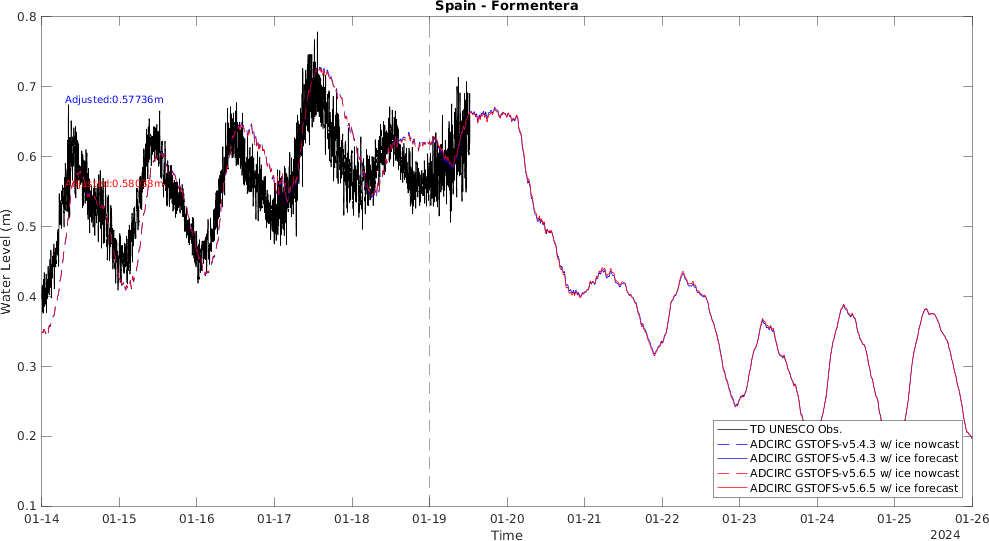 Spain - Formentera
0.8
0.7
0.6
0.5
0.4
0.3
0.2
0.1
Water Level (m)
Adjusted:0.57736m
TD UNESCO Obs.
ADCIRC GSTOFS-v5.4.3 w/ ice nowcast
ADCIRC GSTOFS-v5.4.3 w/ ice forecast
ADCIRC GSTOFS-v5.6.5 w/ ice nowcast
ADCIRC GSTOFS-v5.6.5 w/ ice forecast
01-14 01-15 01-16 01-17 01-18 01-19 01-20 01-21 01-22 01-23 01-24 01-25 01-26
Time
2024